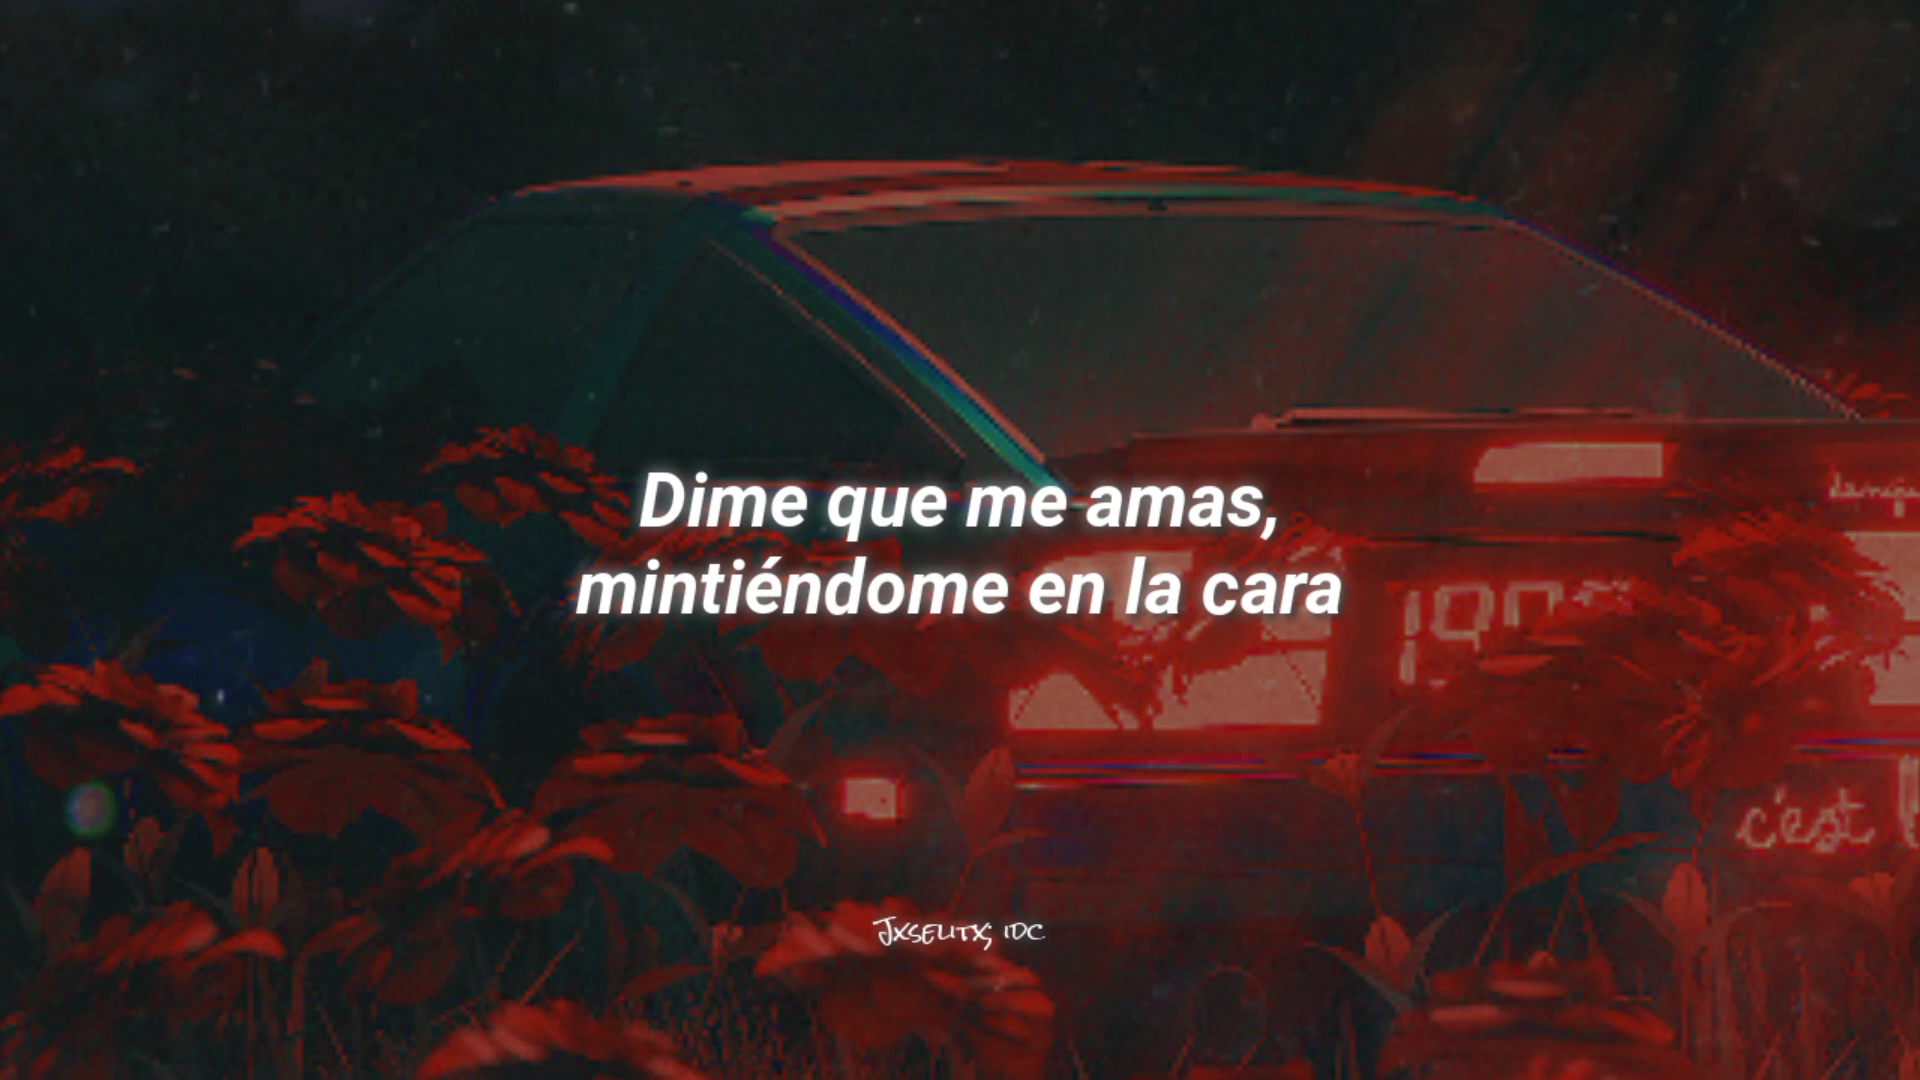 Dime que me amas,
mintiéndome en la cara
c'est
Jxselitx; idc